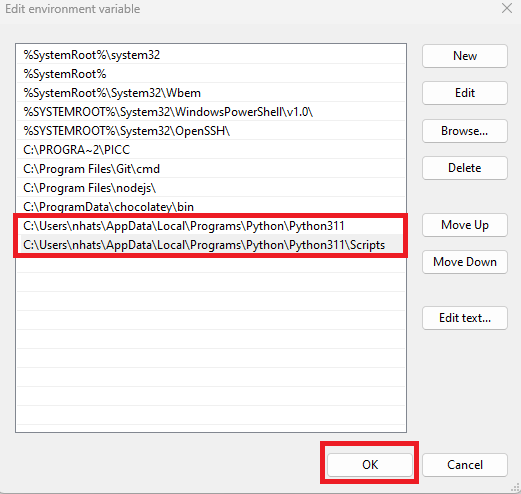 Edit environment variable
%SystemRoot%\system32
%SystemRoot%
%SystemRoot%\System32\Wbem
%SYSTEMROOT%\System32\WindowsPowerShell\v1.0\
%SYSTEMROOT%\System32\OpenSSH\
C:\PROGRA~2\PICC
C:\Program Files\Git\cmd
C:\Program Files\nodejs\
C:\ProgramData\chocolatey\bin
C:\Users\nhats\AppData\Local\Programs\Python\Python311
C:\Users\nhats\AppData\Local\Programs\Python\Python311\Scripts
New
Edit
Browse...
Delete
Move Up
Move Down
Edit text...
OK
Cancel